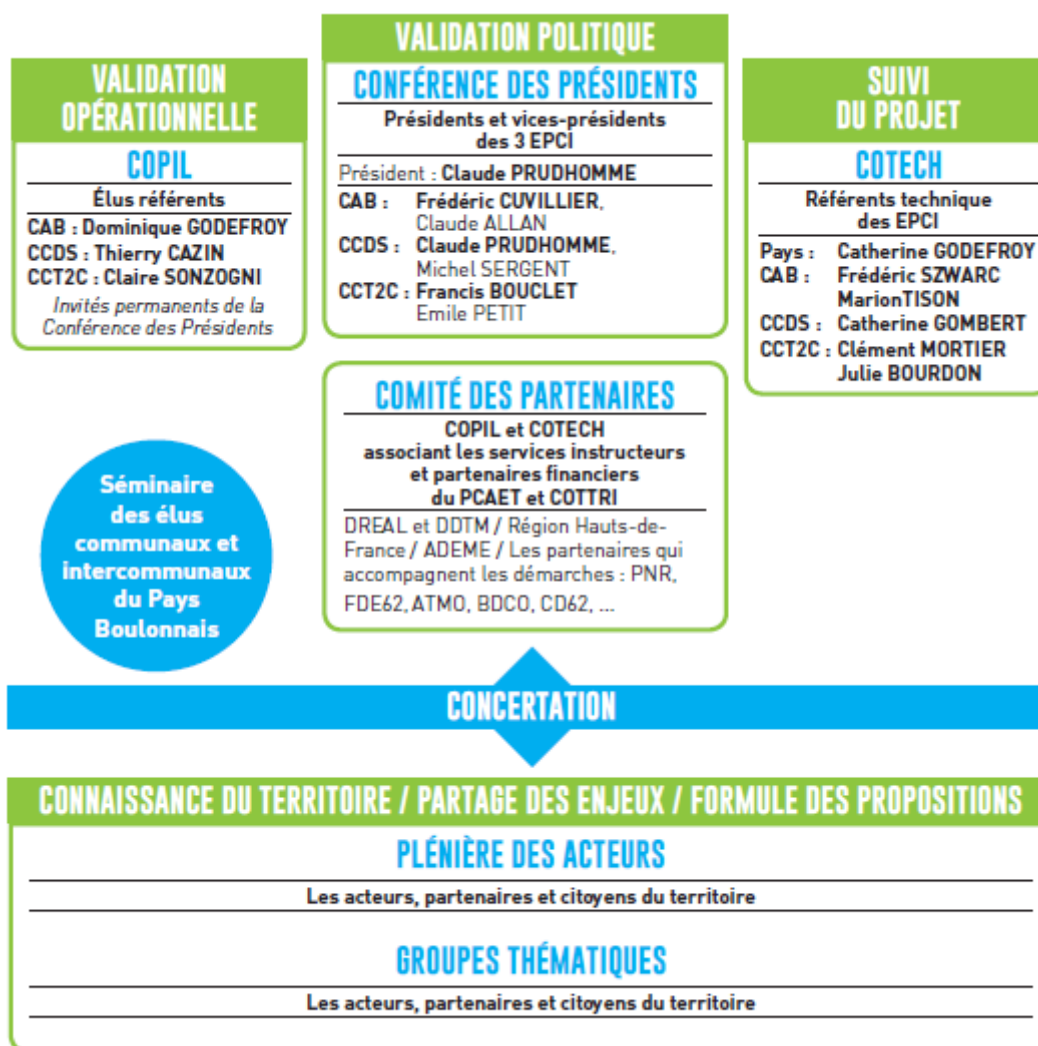 VALIDATION
OPÉRATIONNELLE
COPIL
Élus référents
CAB : Dominique GODEFROY
CCDS : Thierry CAZIN
CCT2C : Claire SONZOGNI
Invités permanents de la
Conférence des Présidents
VALIDATION POLITIQUE
CONFÉRENCE DES PRÉSIDENTS
Présidents et vice-présidents
des 3 EPCI
Président : Claude PRUDHOMME
CAB : Frédéric CUVILLIER,
Claude ALLAN
CCDS : Claude PRUDHOMME,
Michel SERGENT
CCT2C : Francis BOUCLET
Emile PETIT
SUIVI
DU PROJET
COTECH
Référents technique
des EPCI
Pays : Catherine GODEFROY
CAB : Frédéric SZWARC
MarionTISON
CCDS : Catherine GOMBERT
CCT2C : Clément MORTIER
Julie BOURDON
COMITÉ DES PARTENAIRES
COPIL et COTECH
associant les services instructeurs
et partenaires financiers
du PCAET et COTTRI
DREAL et DDTM / Région Hauts-de-
France / ADEME / Les partenaires qui
accompagnent les démarches : PNR,
FDE62, ATMO, BDCO, CD62, ...
Séminaire
des élus
communaux et
intercommunaux
du Pays
Boulonnais
CONCERTATION
CONNAISSANCE DU TERRITOIRE / PARTAGE DES ENJEUX / FORMULE DES PROPOSITIONS
PLÉNIÈRE DES ACTEURS
Les acteurs, partenaires et citoyens du territoire
GROUPES THÉMATIQUES
Les acteurs, partenaires et citoyens du territoire